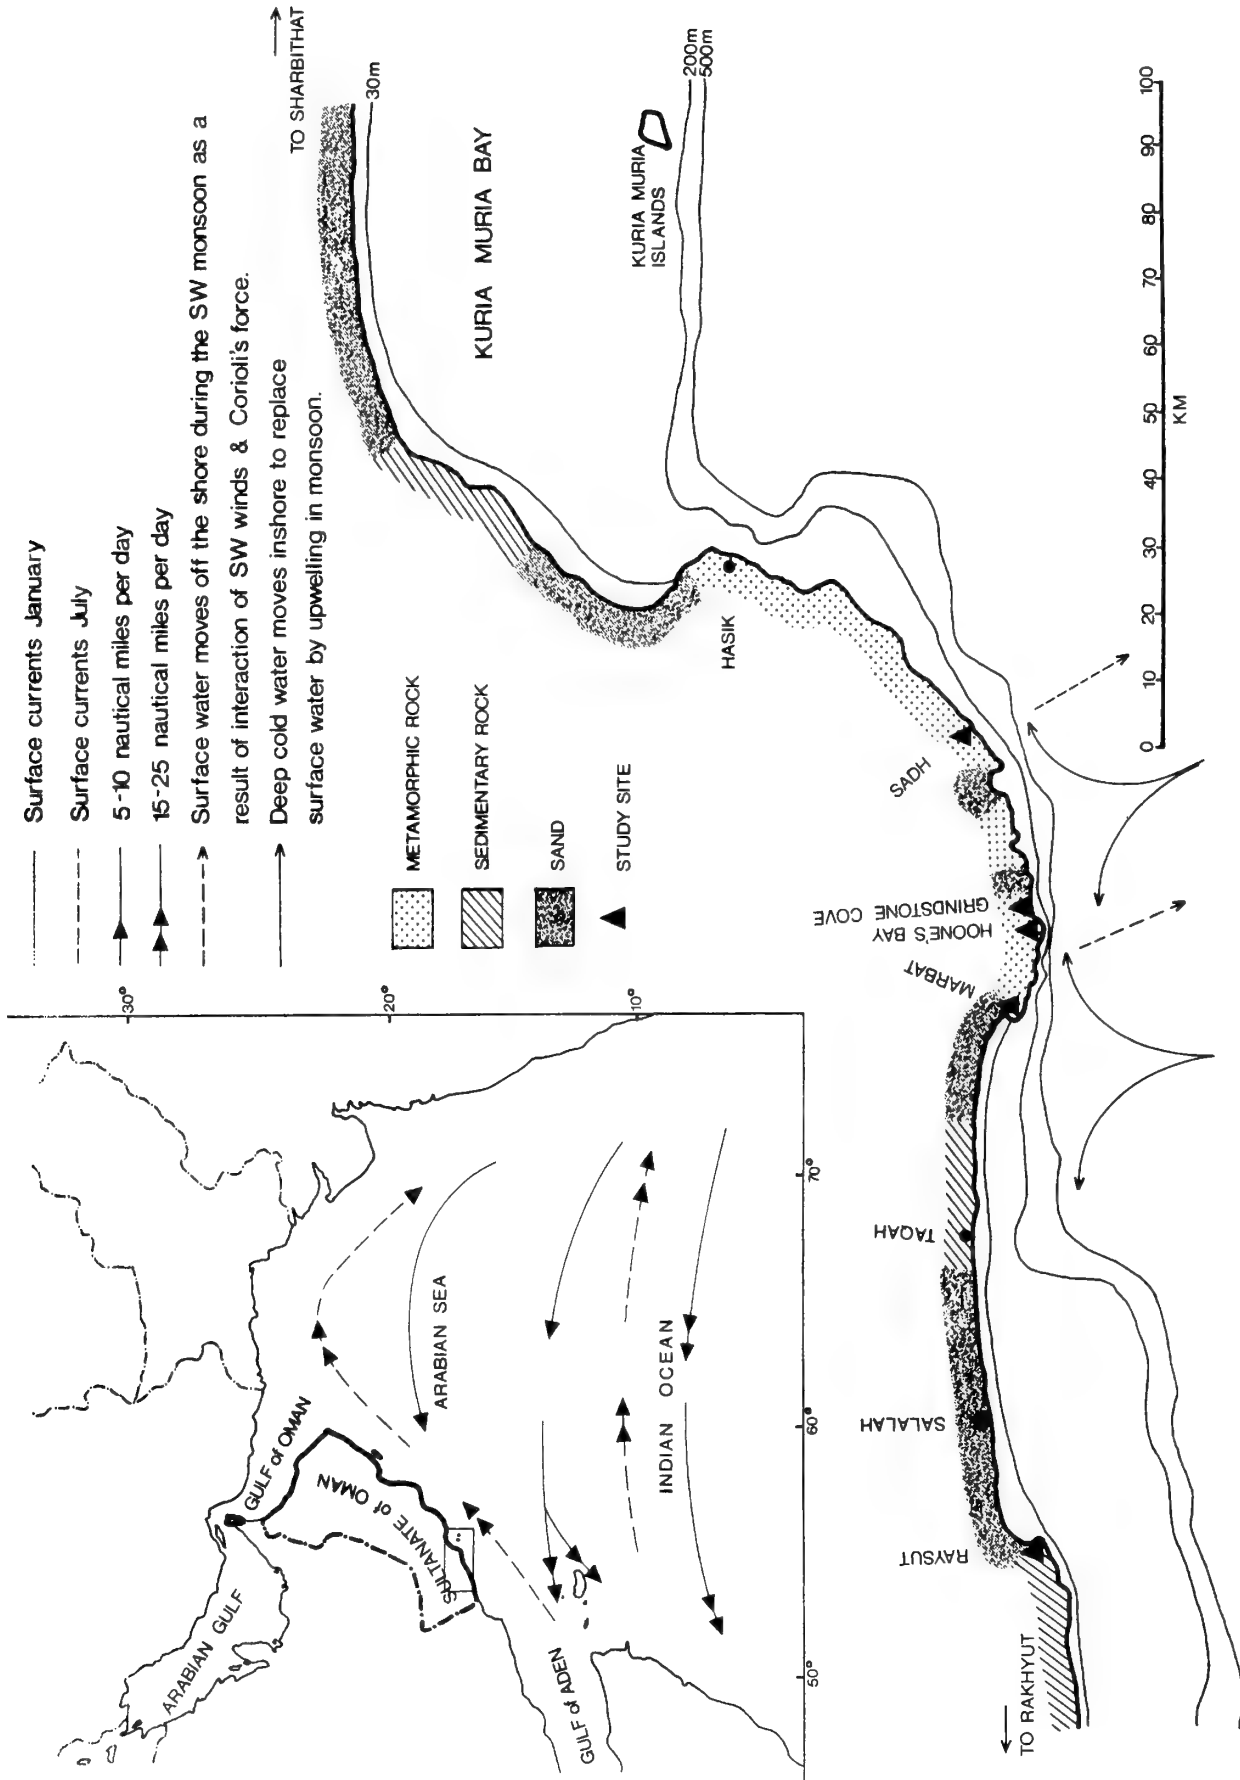 Surface currents January
Surface currents July
5-10 nautical miles per day
15-25 nautical miles per day
Surface water moves off the shore during the SW monsoon as a
result of interaction of SW winds & Corioli's force.
Deep cold water moves inshore to replace
surface water by upwelling in monsoon.
METAMORPHIC ROCK
SEDIMENTARY ROCK
SAND
STUDY SITE
30°
20°
10°
50°
60°
70°
ARABIAN GULF
GULF of OMAN
SULTANATE of OMAN
GULF of ADEN
ARABIAN SEA
INDIAN OCEAN
TO SHARBITHAT
30m
200m
500m
KURIA MURIA BAY
KURIA MURIA
ISLANDS
HASIK
SADH
GRINDSTONE
COVE
HOONE'S BAY
MARBAT
TAQAH
SALALAH
RAYSUT
TO RAKHYUT
0 10 20 30 40 50 60 70 80 90 100
KM